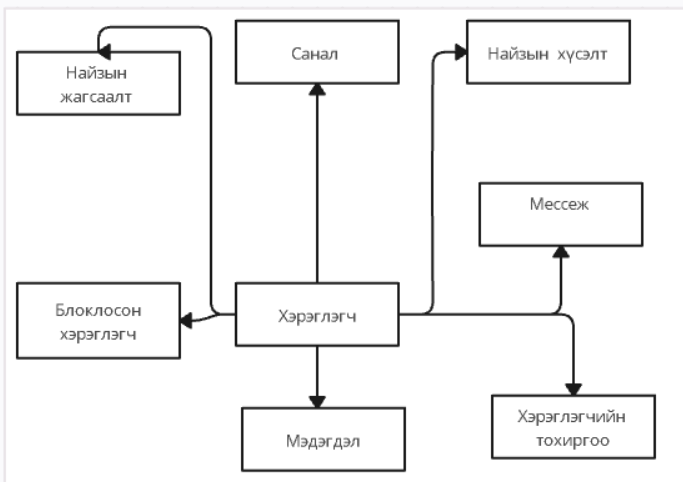 Найзын
жагсаалт
Санал
Найзын хүсэлт
Мессеж
Блоклосон
хэрэглэгч
Хэрэглэгч
Мэдэгдэл
Хэрэглэгчийн
тохиргоо